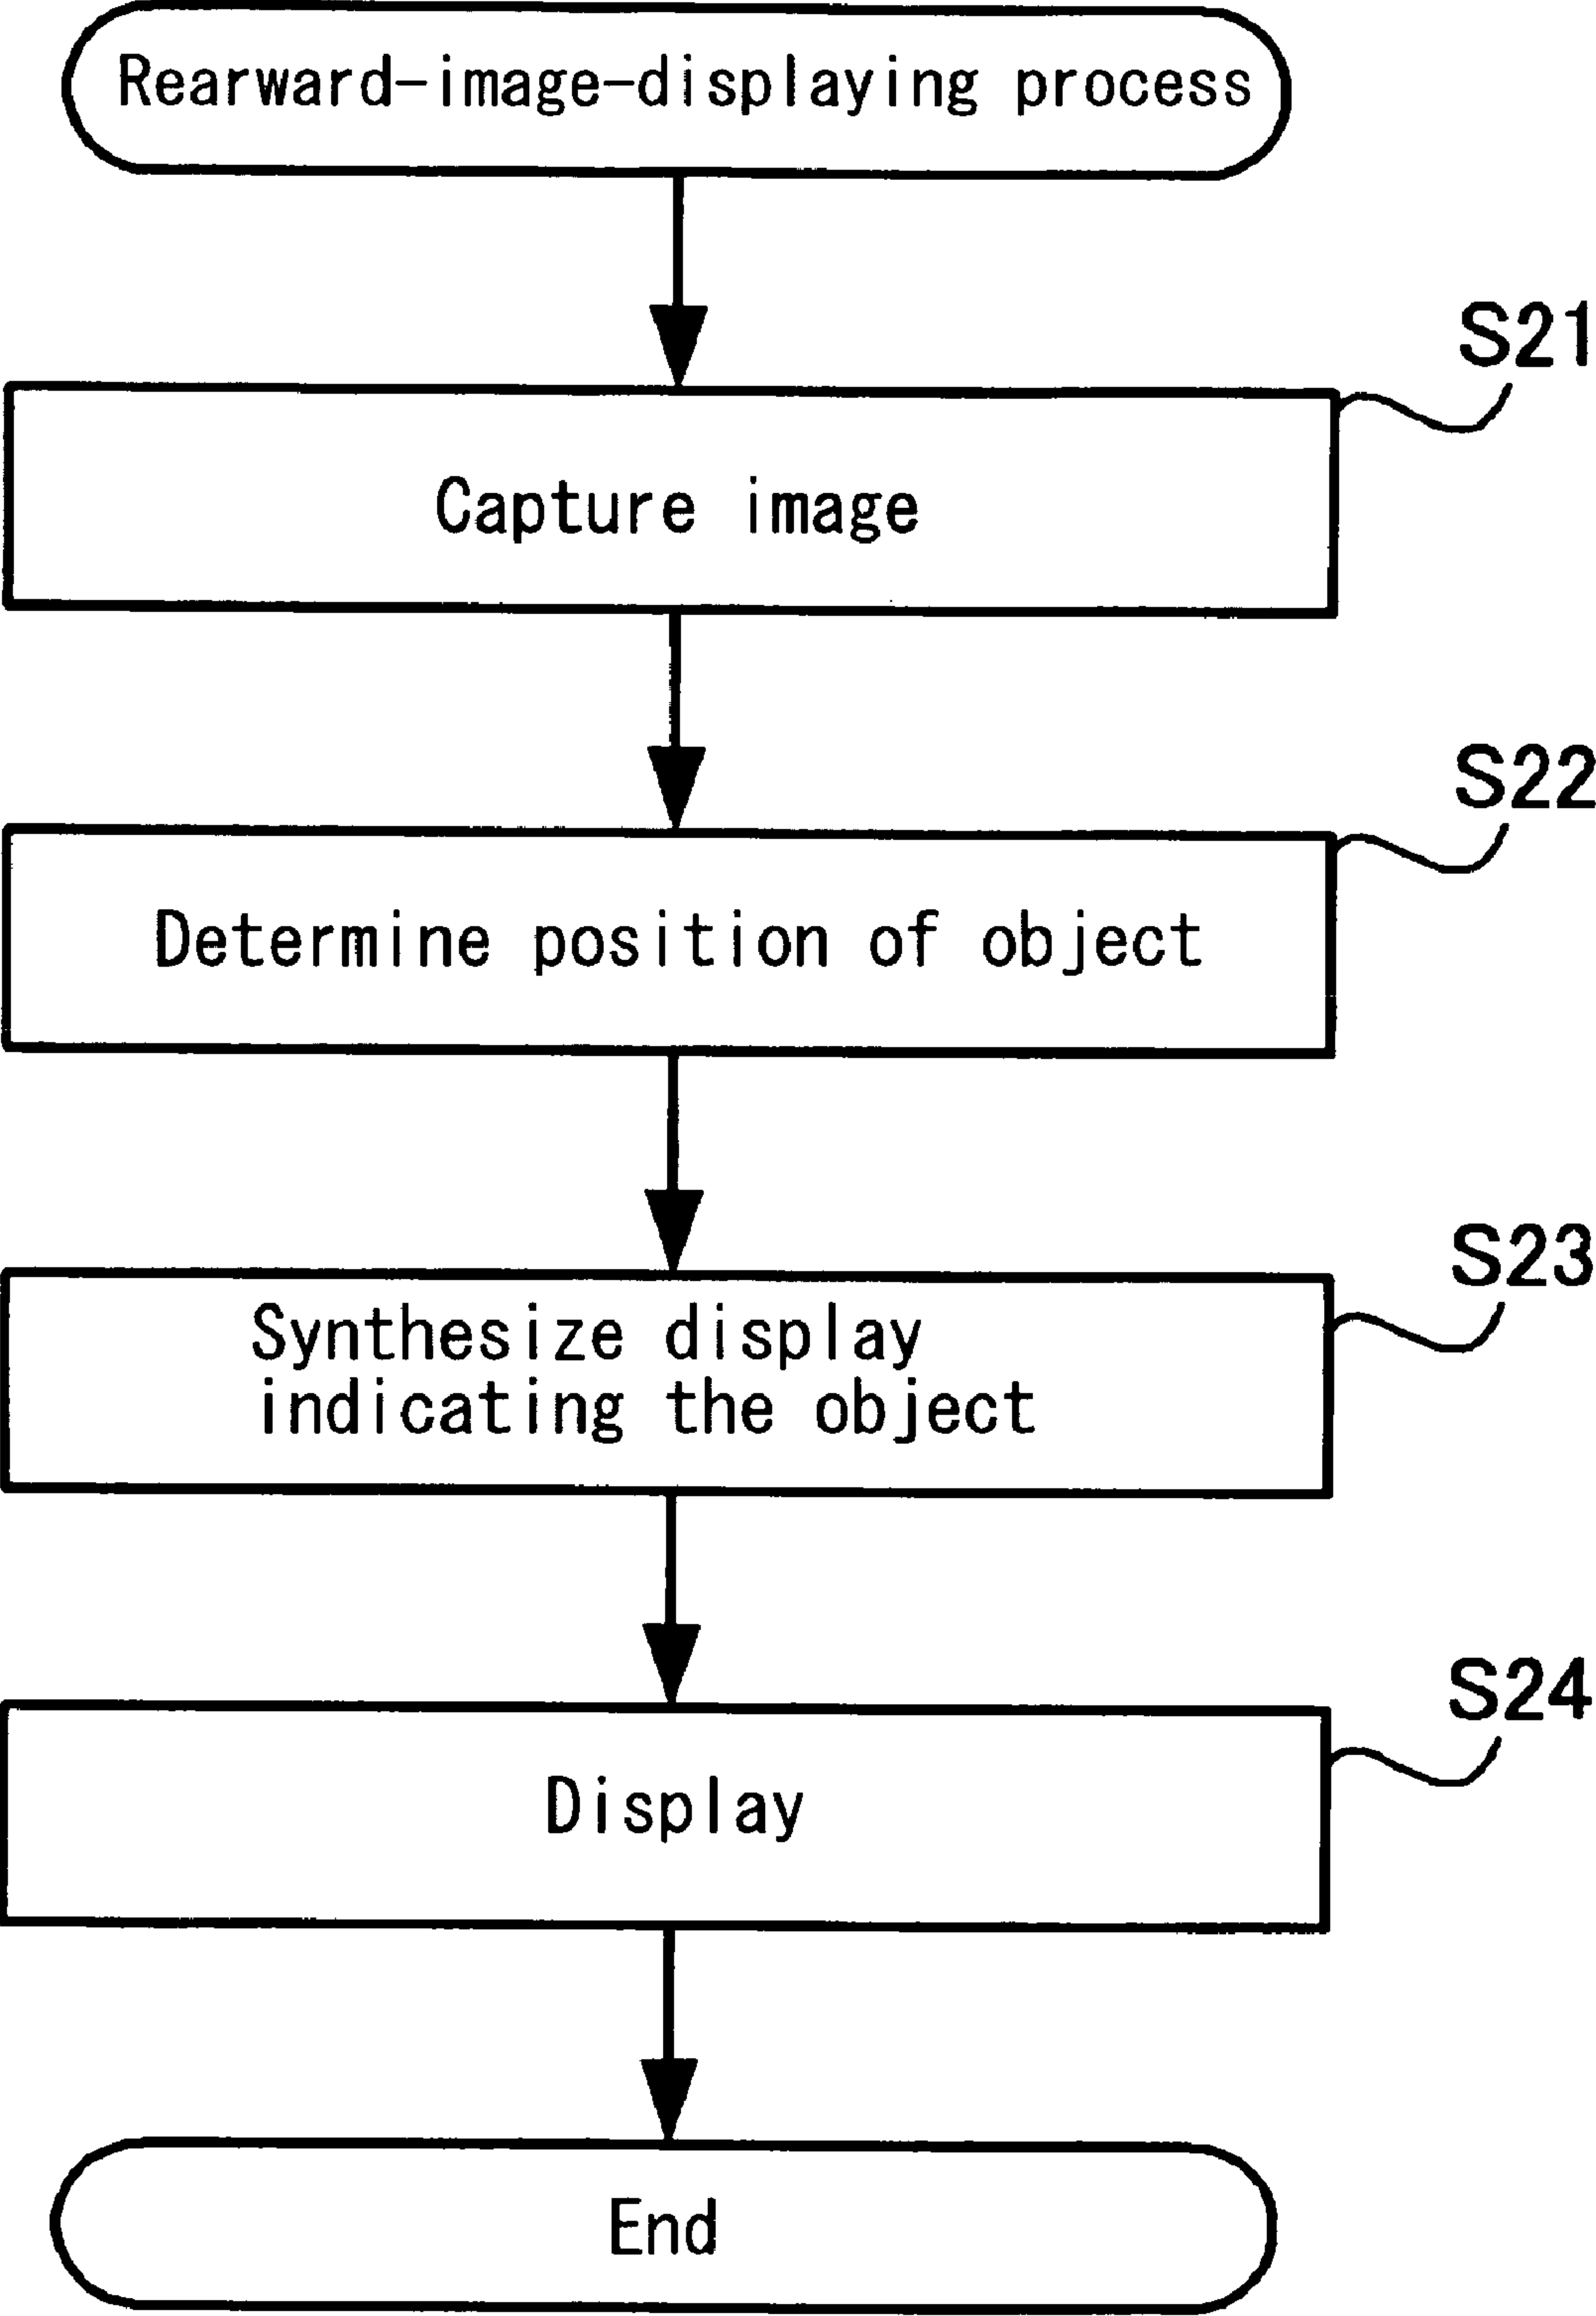 Rearward-image-displaying process
S21
Capture image
S22
Determine position of object
S23
Synthesize display
indicating the object
S24
Display
End